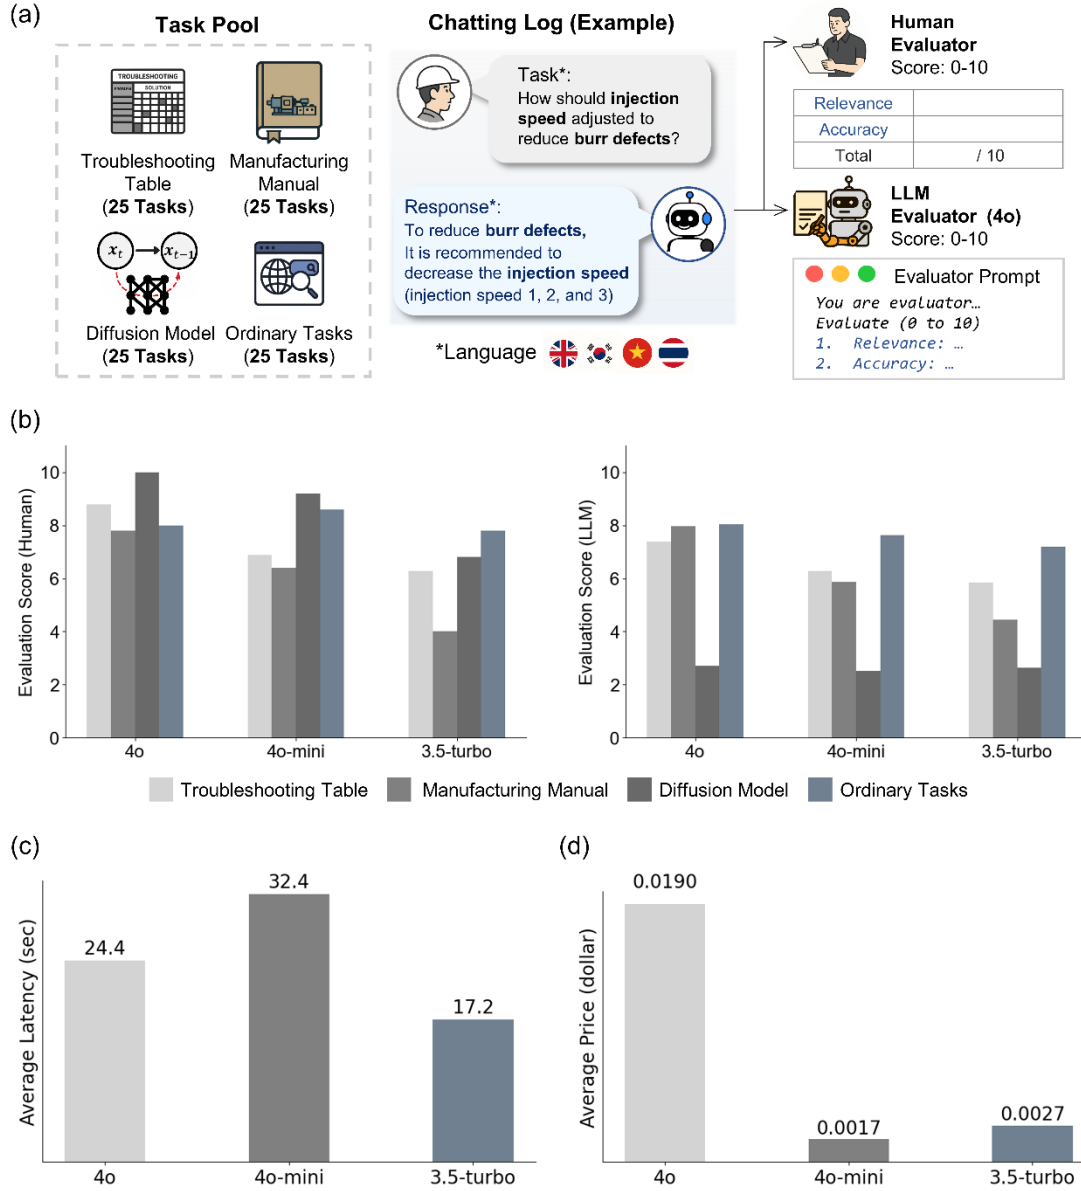 (a)
Task Pool
TROUBLESHOOTING
SOLUTION
Troubleshooting
Table
(25 Tasks)
Manufacturing
Manual
(25 Tasks)
x_t
x_{t-1}
Diffusion Model
(25 Tasks)
Ordinary Tasks
(25 Tasks)
Chatting Log (Example)
Task*:
How should injection
speed adjusted to
reduce burr defects?
Response*:
To reduce burr defects,
It is recommended to
decrease the injection speed
(injection speed 1, 2, and 3)
*Language
Human
Evaluator
Score: 0-10
Relevance
Accuracy
Total / 10
LLM
Evaluator (4o)
Score: 0-10
Evaluator Prompt
You are evaluator…
Evaluate (0 to 10)
1. Relevance: …
2. Accuracy: …
(b)
Evaluation Score (Human)
10
8
6
4
2
0
4o
4o-mini
3.5-turbo
Evaluation Score (LLM)
10
8
6
4
2
0
4o
4o-mini
3.5-turbo
Troubleshooting Table
Manufacturing Manual
Diffusion Model
Ordinary Tasks
(c)
Average Latency (sec)
24.4
32.4
17.2
4o
4o-mini
3.5-turbo
(d)
Average Price (dollar)
0.0190
0.0017
0.0027
4o
4o-mini
3.5-turbo